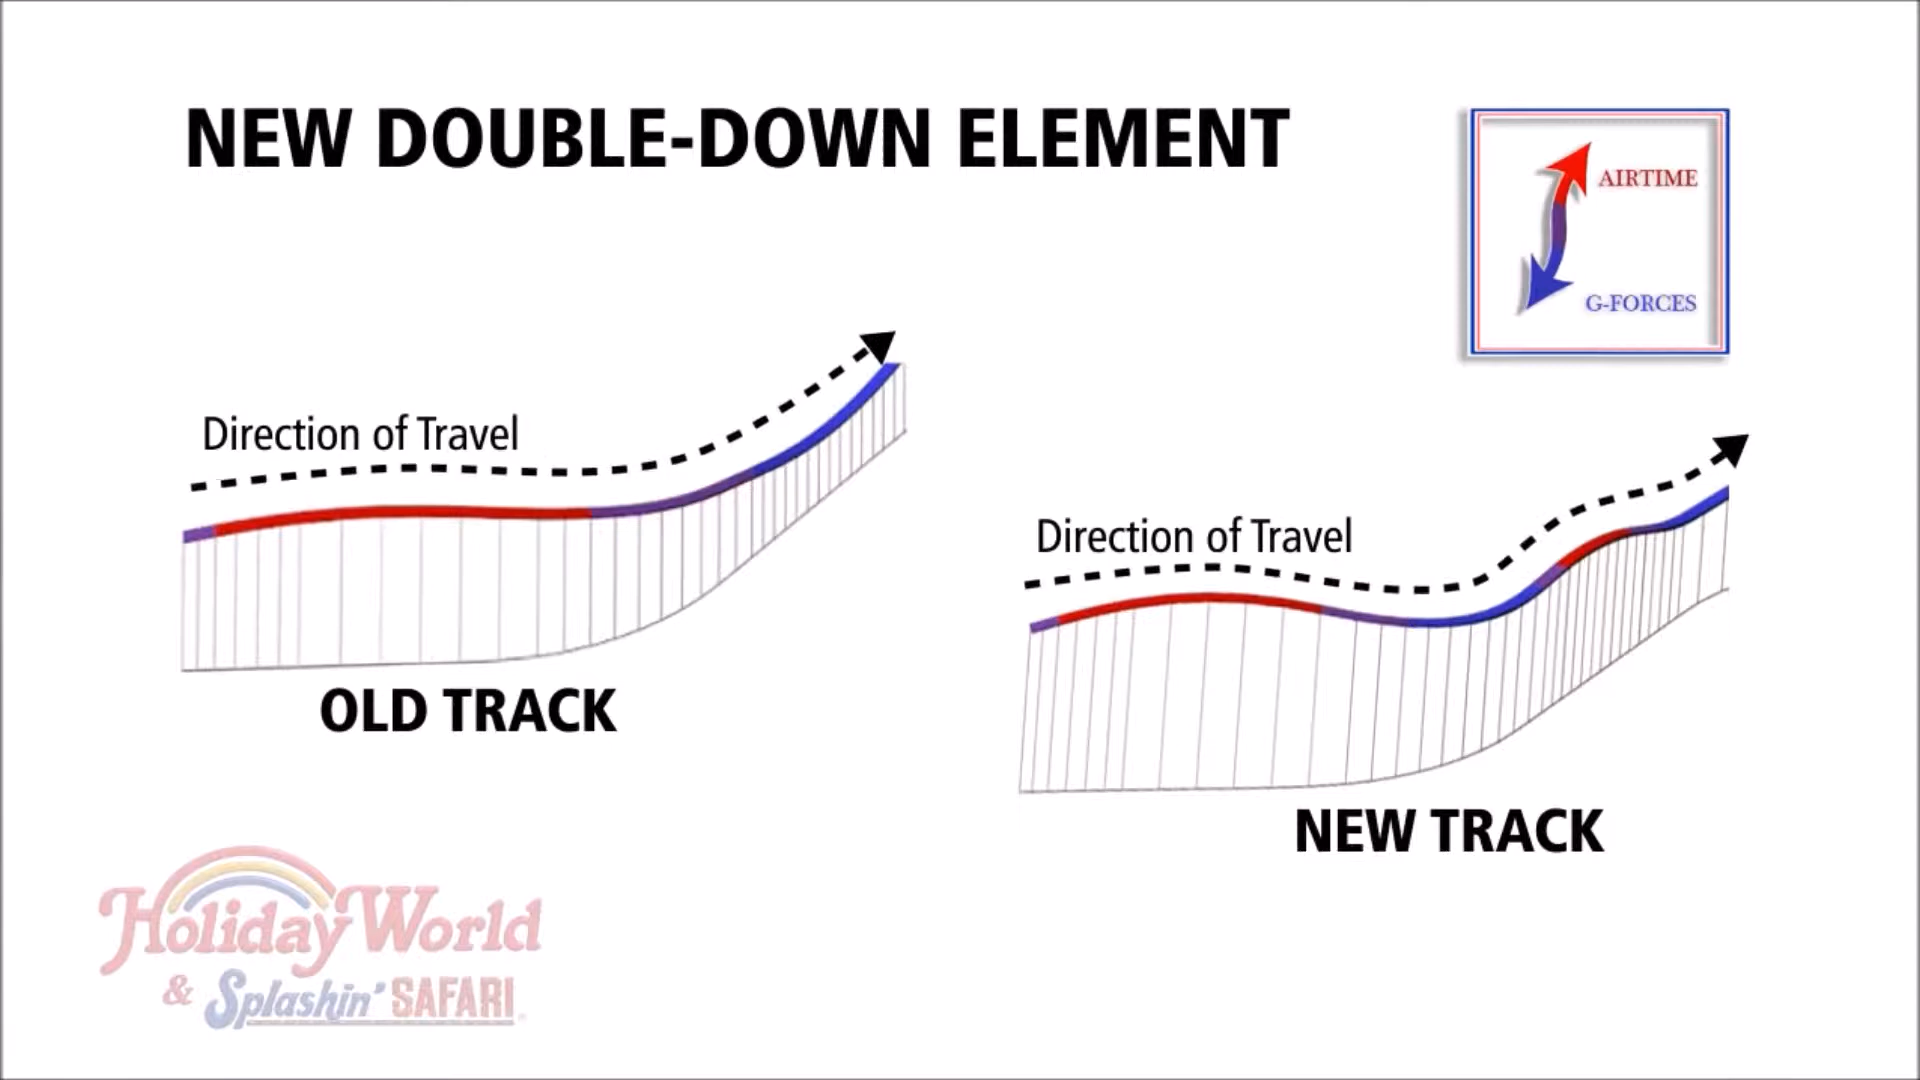 NEW DOUBLE-DOWN ELEMENT
AIRTIME
G-FORCES
Direction of Travel
OLD TRACK
Direction of Travel
NEW TRACK
Holiday World
& Splashin' SAFARI